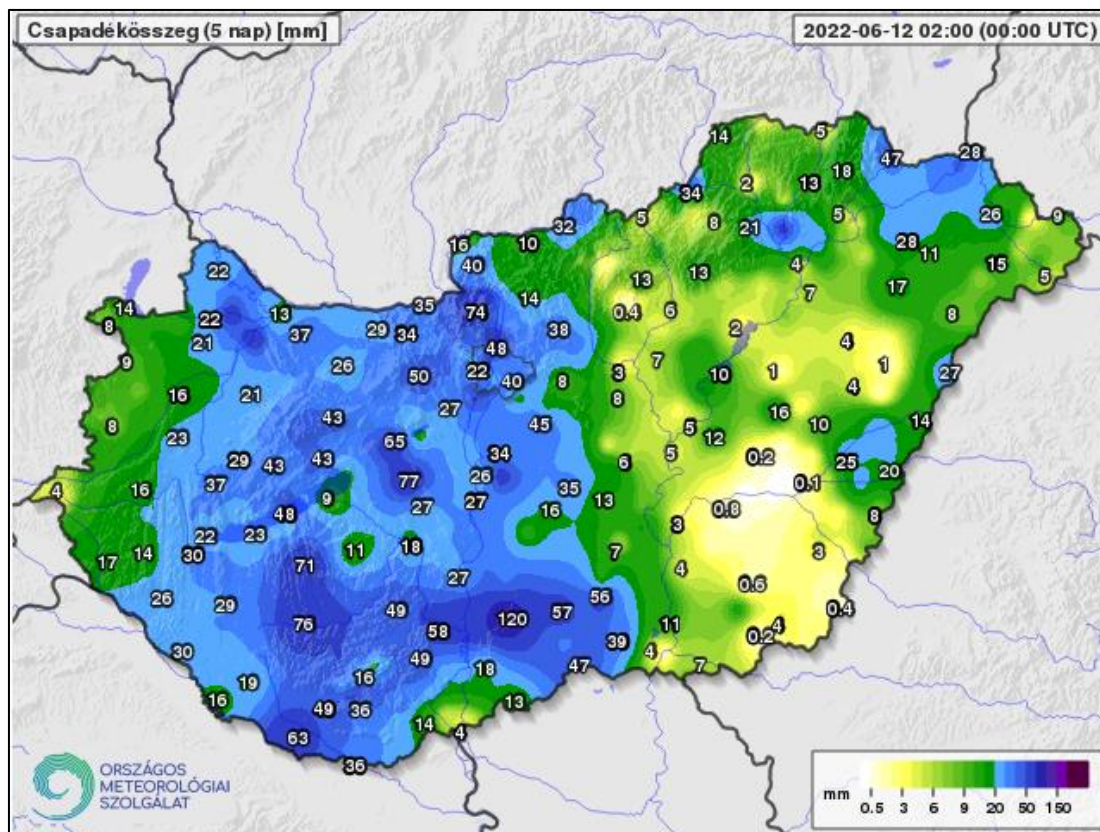 Csapadékösszeg (5 nap) [mm]
2022-06-12 02:00 (00:00 UTC)
14 5
47 28
18
34 2 13
26 9
5 8 21 5
32
16 10 28 11
40 13 13 4 15 5
22 7 17
14 35 74 14 0.4 6 8
8 22 13 29 34 38 2
21 37 48 7 4
9 26 50 22 40 8 3 10 1 1 27
16 21 8 4
8 43 27 45 5 16 10 14
23 65 34 12
29 43 43 6 5 0.2 25 20
4 16 37 77 26 35 0.1
9 27 27 16 13 0.8
48 3 8
22 23 18
17 14 30 11 7 3
71 27 4
26 29 49 56 0.6
76 58 120 57 11 0.4
30 49 39 4 0.2 4
19 16 18 47 7
16 49 36 14 13
63 4
36
ORSZÁGOS
METEOROLÓGIAI
SZOLGÁLAT
mm 0.5 3 6 9 20 50 150